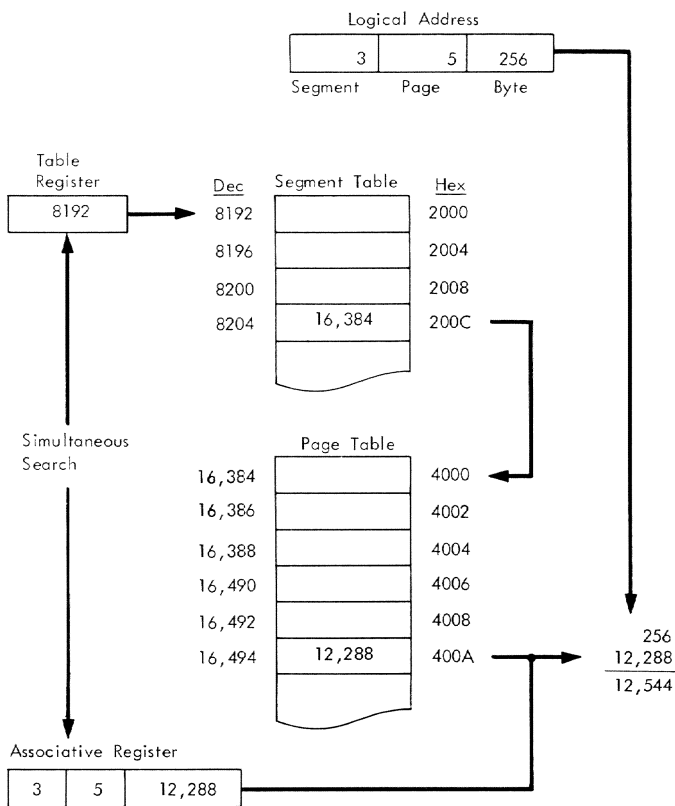 Logical Address
3 5 256
Segment Page Byte
Table
Register
8192
Dec Segment Table Hex
8192 2000
8196 2004
8200 2008
8204 16,384 200C
Simultaneous
Search
Page Table
16,384 4000
16,386 4002
16,388 4004
16,490 4006
16,492 4008
16,494 12,288 400A
256
12,288
12,544
Associative Register
3 5 12,288